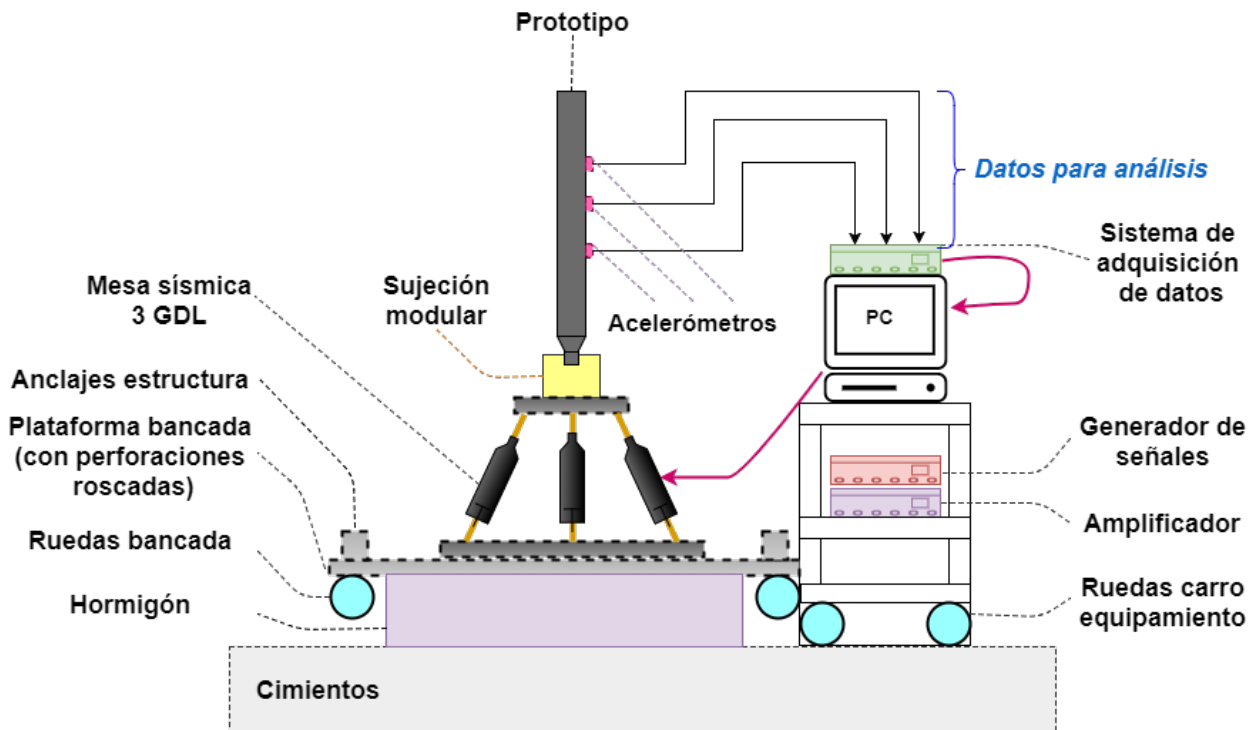 Prototipo
Datos para análisis
Sistema de
adquisición
de datos
Mesa sísmica
3 GDL
Sujeción
modular
Acelerómetros
PC
Anclajes estructura
Plataforma bancada
(con perforaciones
roscadas)
Generador de
señales
Amplificador
Ruedas bancada
Hormigón
Ruedas carro
equipamiento
Cimientos